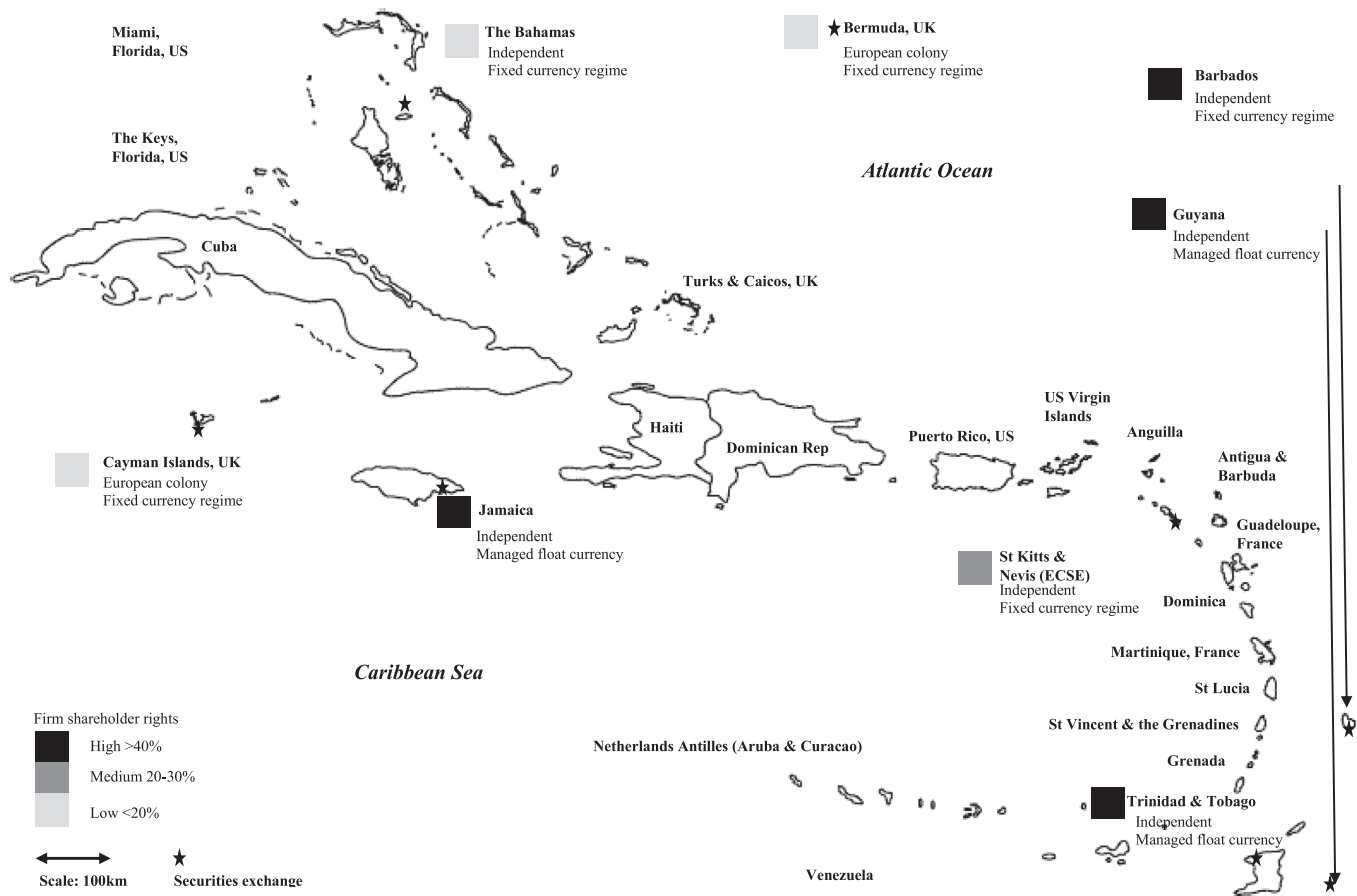 Miami,
Florida, US
The Bahamas
Independent
Fixed currency regime
Bermuda, UK
European colony
Fixed currency regime
Barbados
Independent
Fixed currency regime
The Keys,
Florida, US
Atlantic Ocean
Guyana
Independent
Managed float currency
Cuba
Turks & Caicos, UK
US Virgin
Islands
Haiti
Dominican Rep
Puerto Rico, US
Anguilla
Antigua &
Barbuda
Cayman Islands, UK
European colony
Fixed currency regime
Jamaica
Independent
Managed float currency
Guadeloupe,
France
St Kitts &
Nevis (ECSE)
Independent
Fixed currency regime
Dominica
Martinique, France
Caribbean Sea
St Lucia
Firm shareholder rights
High >40%
Medium 20-30%
Low <20%
St Vincent & the Grenadines
Netherlands Antilles (Aruba & Curacao)
Grenada
Trinidad & Tobago
Independent
Managed float currency
Venezuela
Scale: 100km
Securities exchange